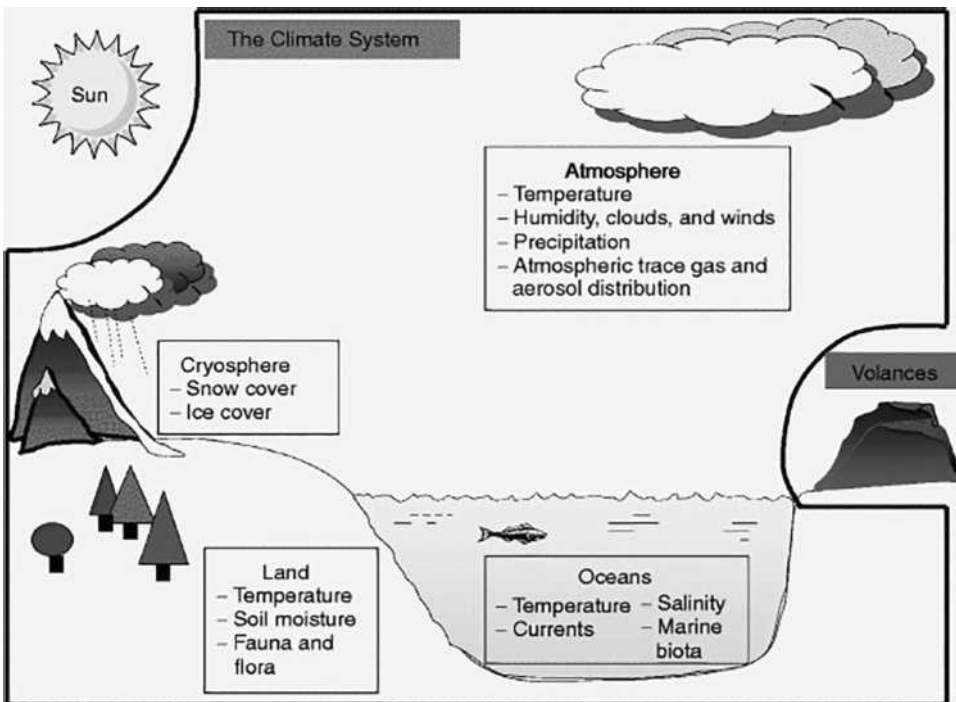 The Climate System
Sun
Atmosphere
– Temperature
– Humidity, clouds, and winds
– Precipitation
– Atmospheric trace gas and
aerosol distribution
Cryosphere
– Snow cover
– Ice cover
Volances
Land
– Temperature
– Soil moisture
– Fauna and
flora
Oceans
– Temperature – Salinity
– Currents – Marine
biota